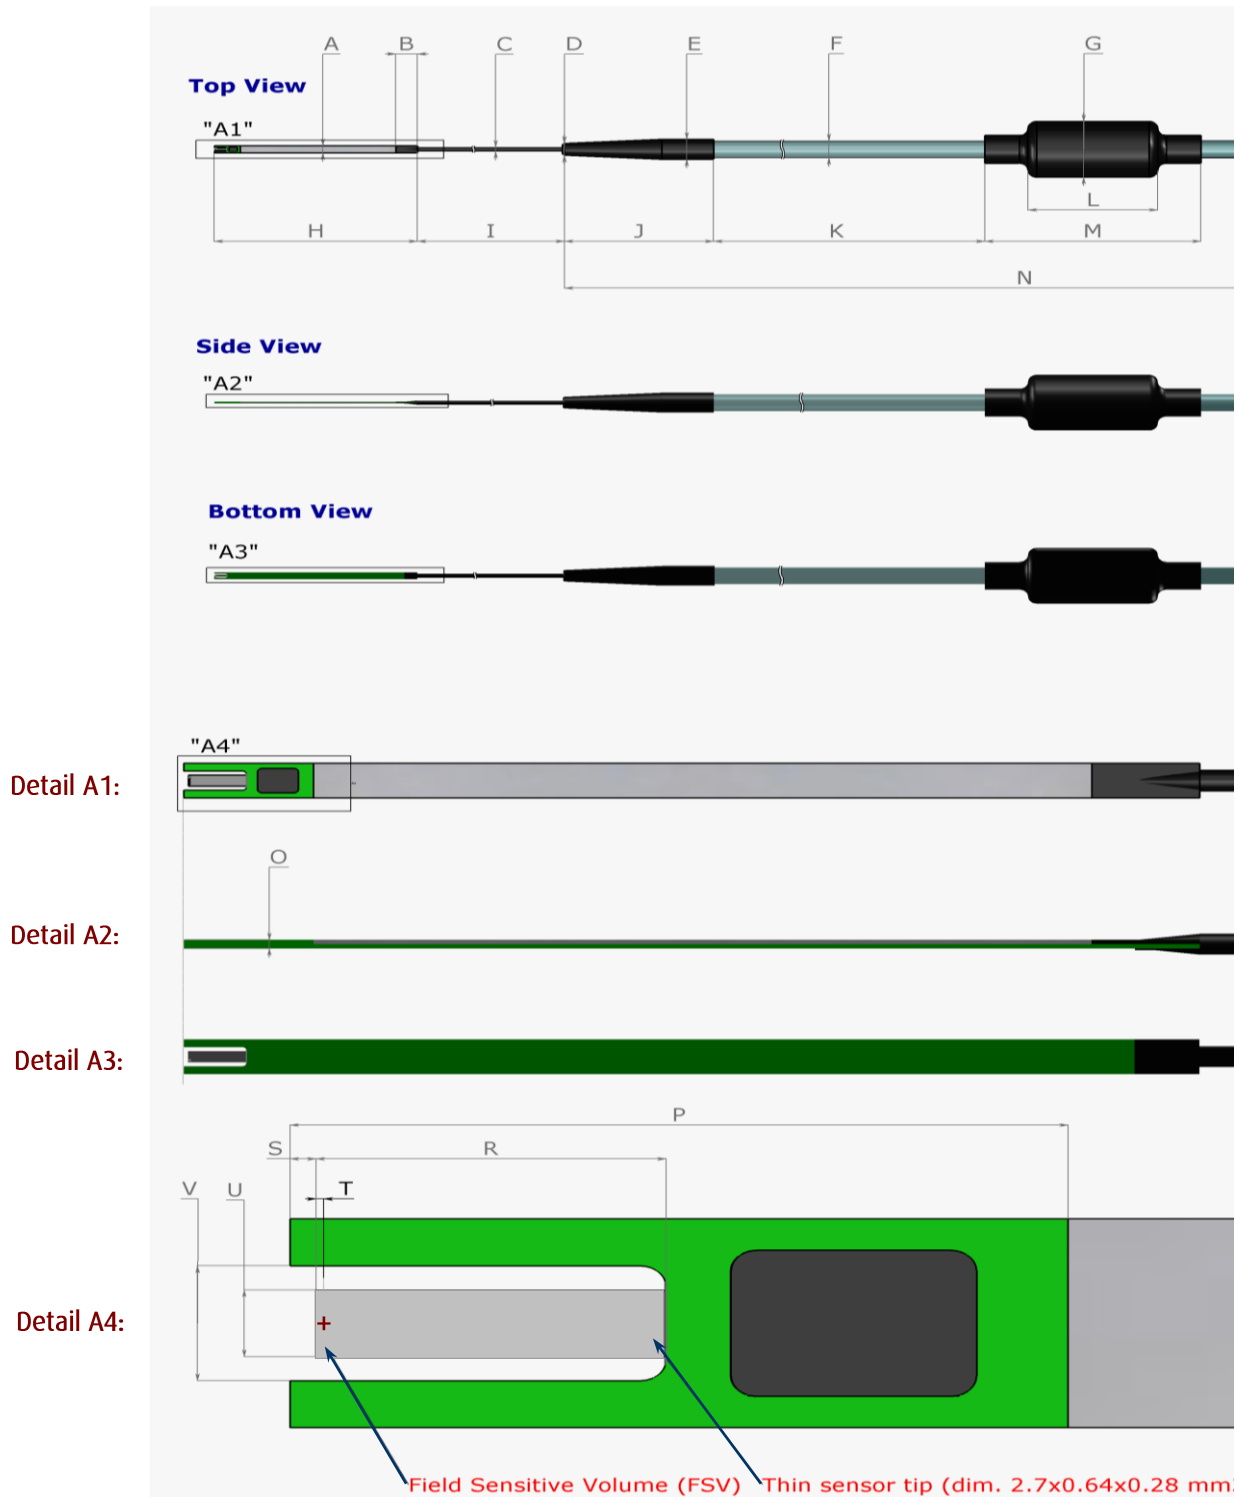 A B C D E F G
Top View
"A1"
L
H I J K M
N
Side View
"A2"
Bottom View
"A3"
"A4"
Detail A1:
O
Detail A2:
Detail A3:
P
S R
V U T
Detail A4:
+
Field Sensitive Volume (FSV) Thin sensor tip (dim. 2.7x0.64x0.28 mm